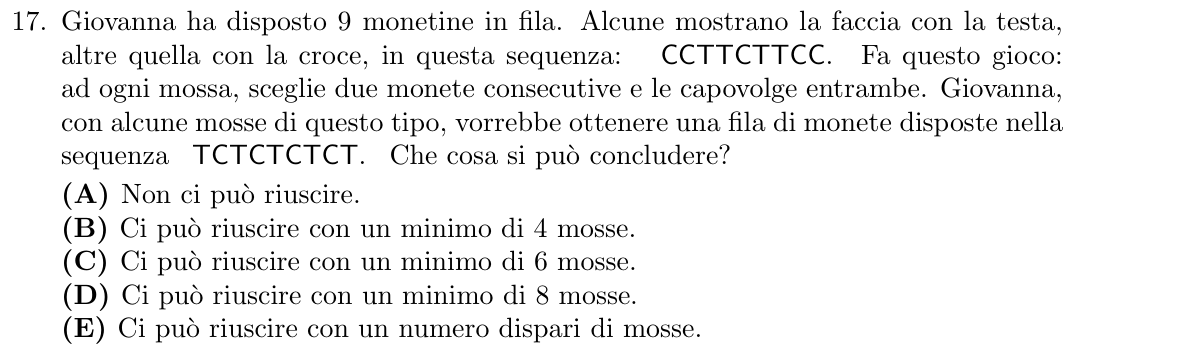 17. Giovanna ha disposto 9 monetine in fila. Alcune mostrano la faccia con la testa,
altre quella con la croce, in questa sequenza: CCTTCTTCC. Fa questo gioco:
ad ogni mossa, sceglie due monete consecutive e le capovolge entrambe. Giovanna,
con alcune mosse di questo tipo, vorrebbe ottenere una fila di monete disposte nella
sequenza TCTCTCTCT. Che cosa si può concludere?
(A) Non ci può riuscire.
(B) Ci può riuscire con un minimo di 4 mosse.
(C) Ci può riuscire con un minimo di 6 mosse.
(D) Ci può riuscire con un minimo di 8 mosse.
(E) Ci può riuscire con un numero dispari di mosse.